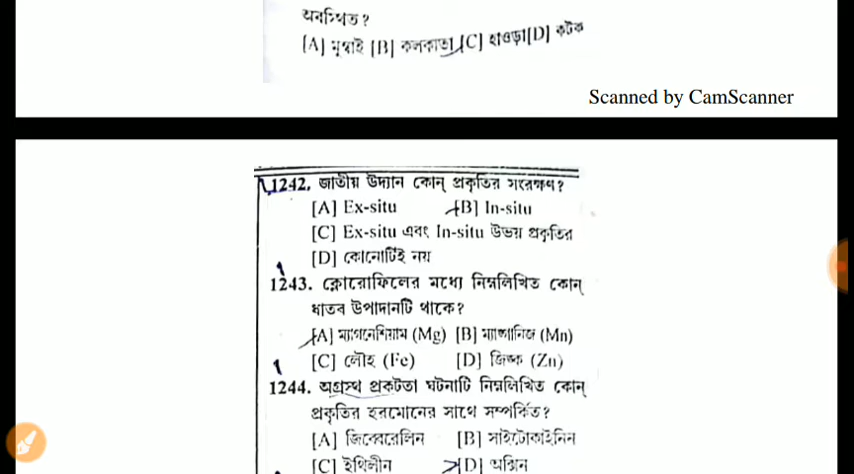 অবস্থিত?
[A] মুম্বাই [B] কলকাতা [C] হাওড়া [D] কটক
Scanned by CamScanner
1242. জাতীয় উদ্যান কোন্ প্রকৃতির সংরক্ষণ?
[A] Ex-situ [B] In-situ
[C] Ex-situ এবং In-situ উভয় প্রকৃতির
[D] কোনোটিই নয়
1243. ক্লোরোফিলের মধ্যে নিম্নলিখিত কোন্
ধাতব উপাদানটি থাকে?
[A] ম্যাগনেশিয়াম (Mg) [B] ম্যাঙ্গানিজ (Mn)
[C] লৌহ (Fe) [D] জিঙ্ক (Zn)
1244. অগ্রস্থ প্রকটতা ঘটনাটি নিম্নলিখিত কোন্
প্রকৃতির হরমোনের সাথে সম্পর্কিত?
[A] জিব্বেরেলিন [B] সাইটোকাইনিন
[C] ইথিলীন [D] অক্সিন